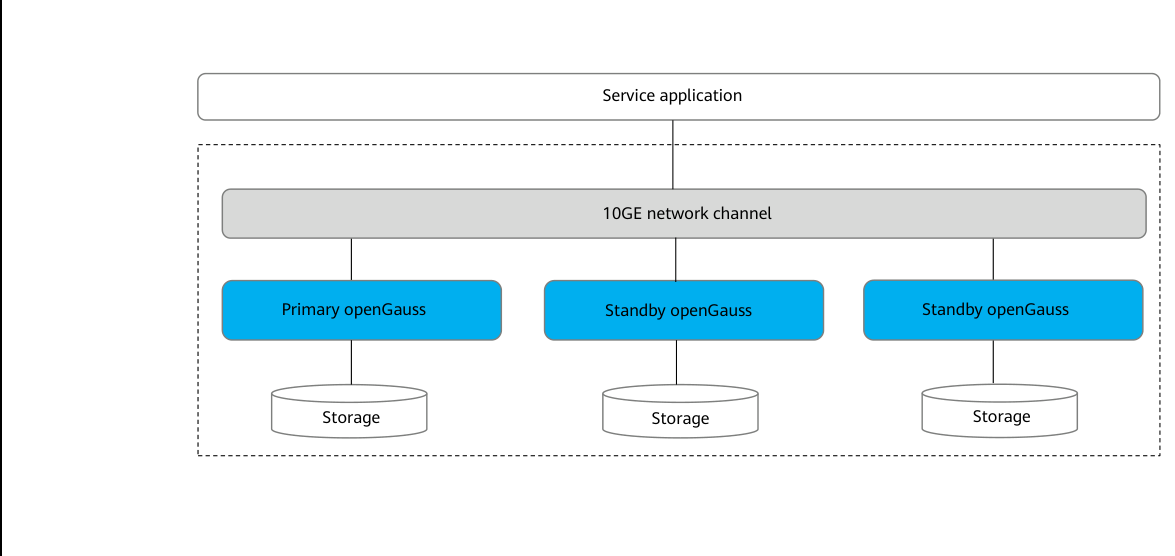 Service application
10GE network channel
Primary openGauss
Standby openGauss
Standby openGauss
Storage
Storage
Storage